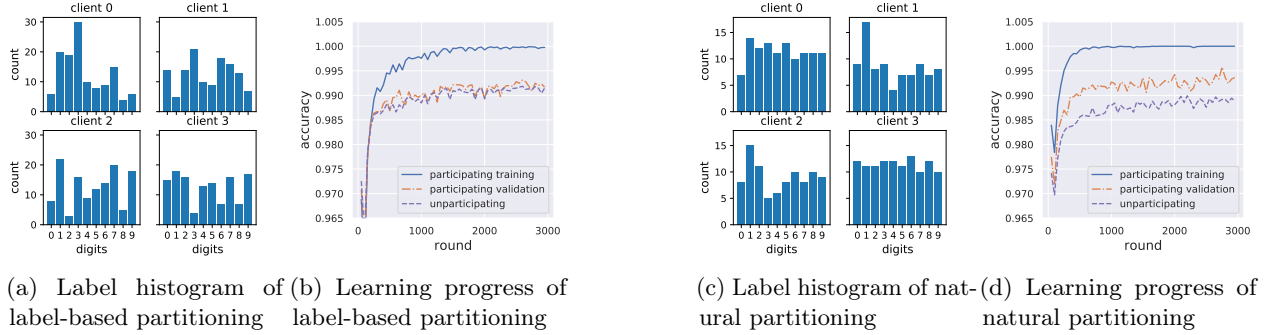 client 0
client 1
30
20
10
0
count
client 2
client 3
30
20
10
0
count
0 1 2 3 4 5 6 7 8 9
0 1 2 3 4 5 6 7 8 9
digits
digits
1.005
1.000
0.995
0.990
0.985
0.980
0.975
0.970
0.965
accuracy
participating training
participating validation
unparticipating
0
1000
2000
3000
round
client 0
client 1
15
10
5
0
count
client 2
client 3
15
10
5
0
count
0 1 2 3 4 5 6 7 8 9
0 1 2 3 4 5 6 7 8 9
digits
digits
1.005
1.000
0.995
0.990
0.985
0.980
0.975
0.970
0.965
accuracy
participating training
participating validation
unparticipating
0
1000
2000
3000
round
(a) Label histogram of
label-based partitioning
(b) Learning progress of
label-based partitioning
(c) Label histogram of nat-
ural partitioning
(d) Learning progress of
natural partitioning